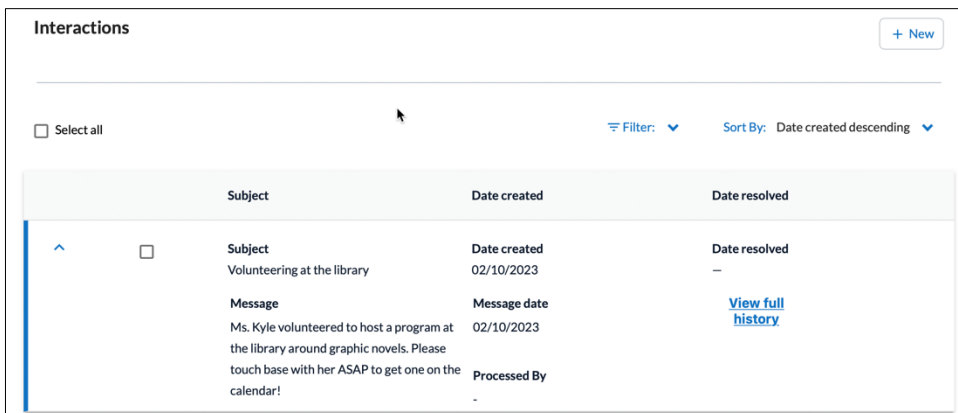 Interactions
+ New
Select all
Filter:
Sort By: Date created descending
Subject Date created Date resolved
Subject Date created Date resolved
Volunteering at the library 02/10/2023 –
Message Message date View full
history
Ms. Kyle volunteered to host a program at 02/10/2023
the library around graphic novels. Please
touch base with her ASAP to get one on the Processed By
calendar! -